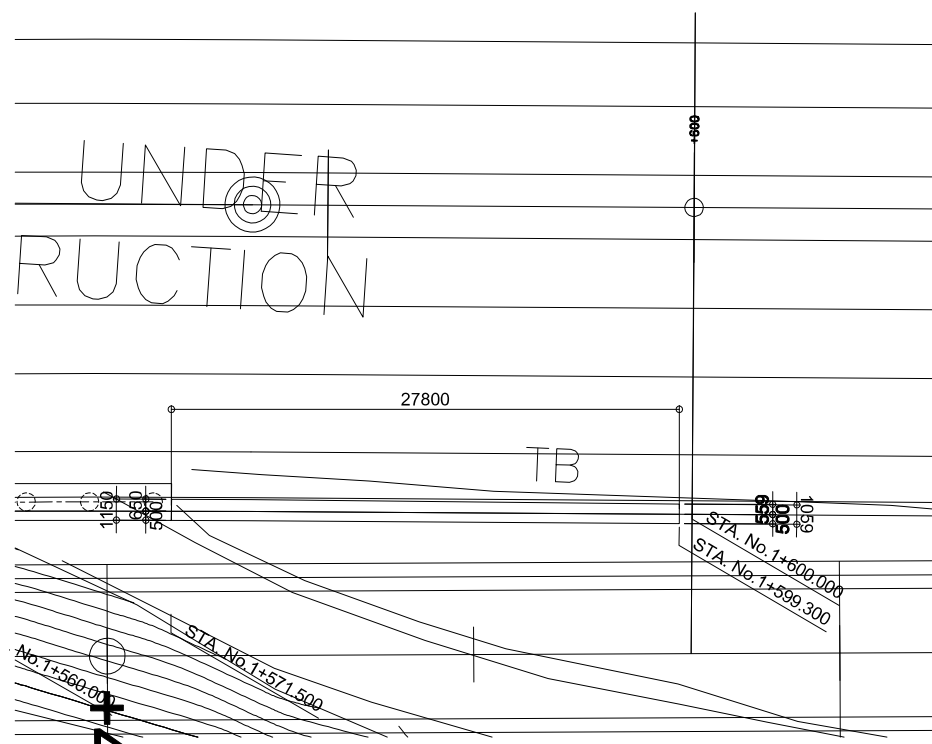 +600
UNDER
RUCTION
27800
TB
1150
650
500
559
500
1059
STA. No.1+600.000
STA. No.1+599.300
STA. No.1+571.500
No.1+560.000
7+